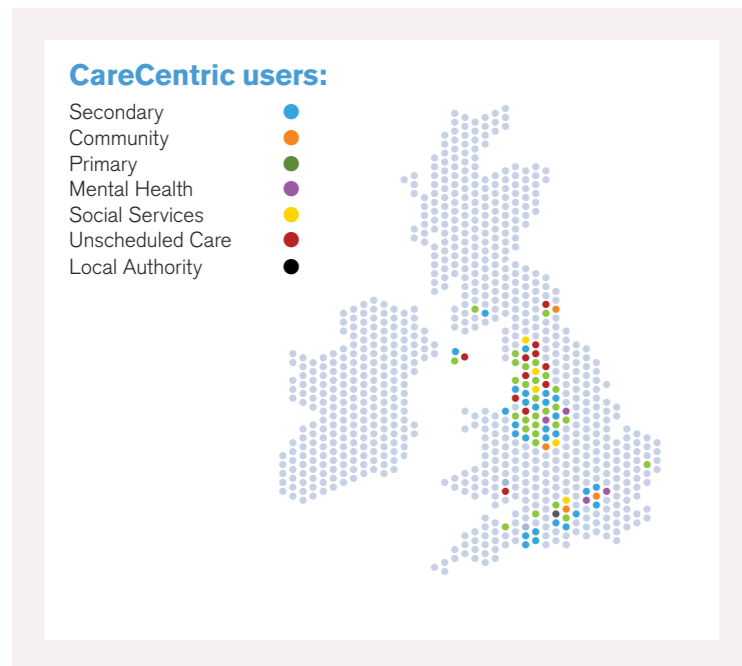 CareCentric users:
Secondary
Community
Primary
Mental Health
Social Services
Unscheduled Care
Local Authority